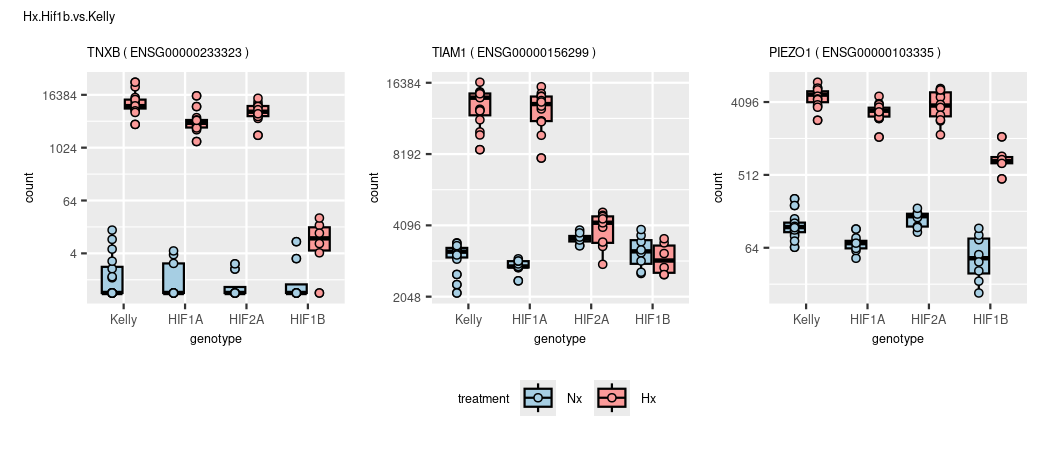 Hx.Hif1b.vs.Kelly
TNXB ( ENSG00000233323 )
count
16384
1024
64
4
Kelly HIF1A HIF2A HIF1B
genotype
TIAM1 ( ENSG00000156299 )
count
16384
8192
4096
2048
Kelly HIF1A HIF2A HIF1B
genotype
PIEZO1 ( ENSG00000103335 )
count
4096
512
64
Kelly HIF1A HIF2A HIF1B
genotype
treatment Nx Hx